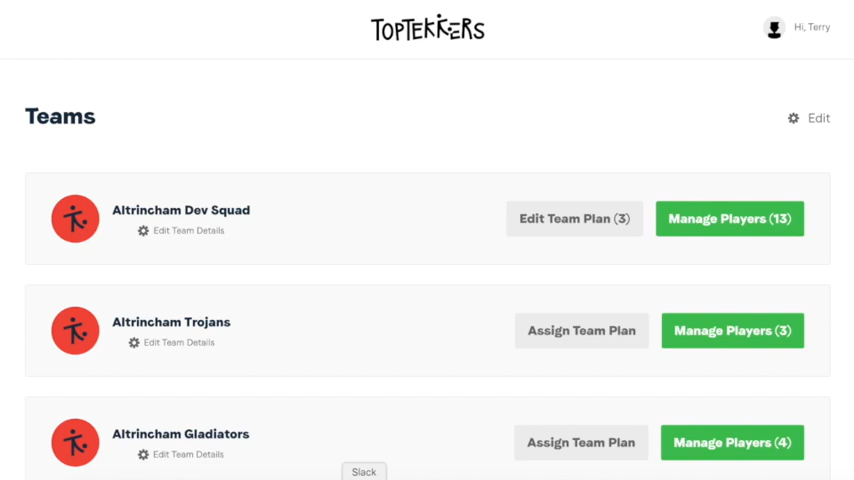 TOPTEKKERS
Hi, Terry
Teams
Edit
Altrincham Dev Squad
Edit Team Details
Edit Team Plan (3)
Manage Players (13)
Altrincham Trojans
Edit Team Details
Assign Team Plan
Manage Players (3)
Altrincham Gladiators
Edit Team Details
Assign Team Plan
Manage Players (4)
Slack